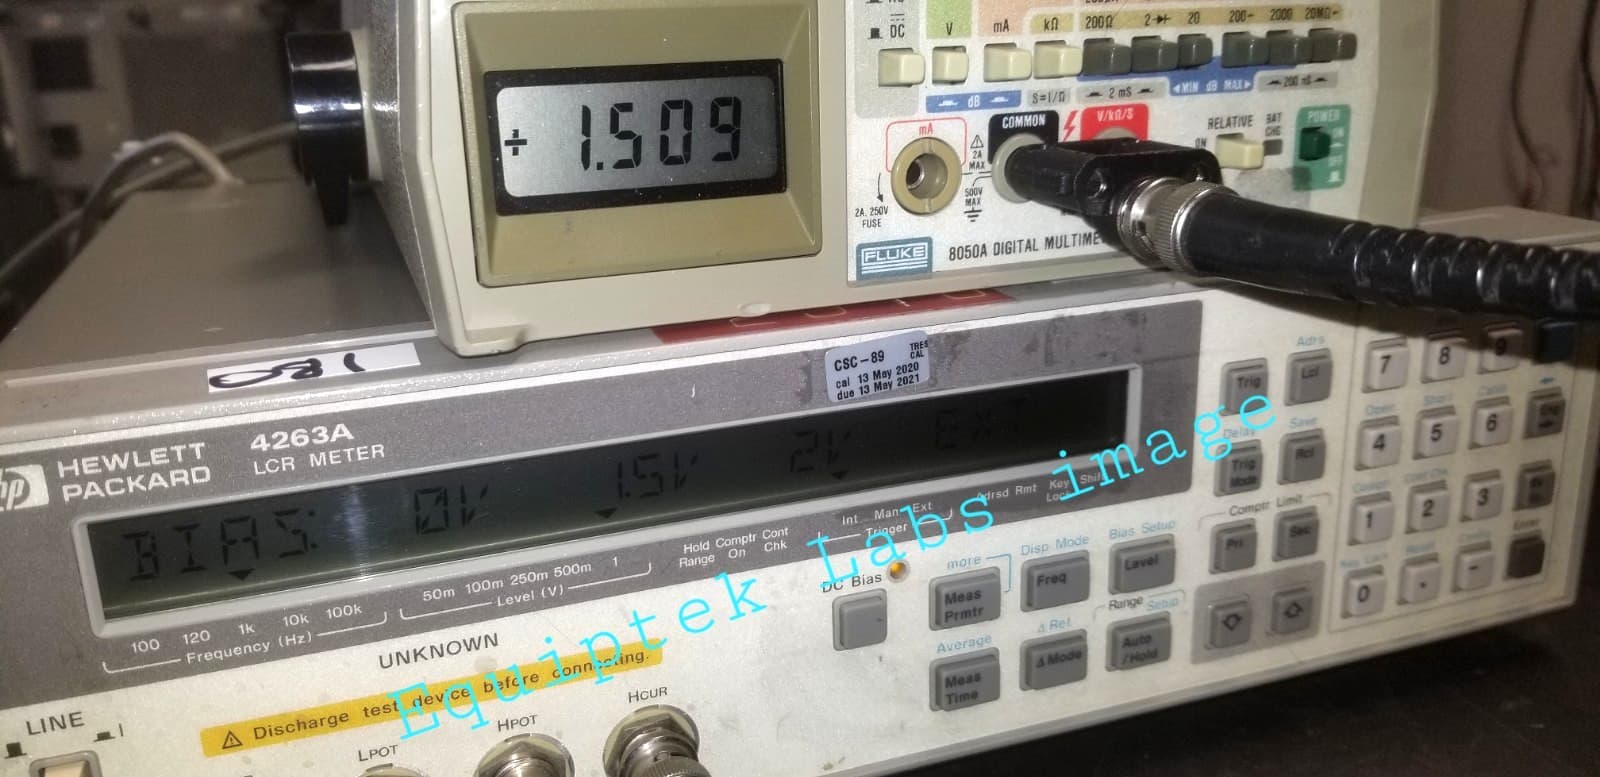 DC
V
mA
kΩ
200Ω
2
20
200
2000
20MΩ
dB
S=1/Ω
2 mS
MIN dB MAX
200 nS
+ 1.509
mA
COMMON
V/kΩ/S
2A
MAX
500V
MAX
2A, 250V
FUSE
RELATIVE
ON
BAT
CHG
POWER
ON
OFF
FLUKE
8050A DIGITAL MULTIME
180
CSC-89
TRES
CAL
cal 13 May 2020
due 13 May 2021
hp HEWLETT
PACKARD
4263A
LCR METER
BIAS: 0V 1.5V 2V EXT
100 120 1k 10k 100k
Frequency (Hz)
50m 100m 250m 500m 1
Level (V)
Hold Comptr Cont
Range On Chk
Int Man Ext
Trigger
Adrsd Rmt Key Shift
Lock
Equiptek Labs image
UNKNOWN
Discharge test device before connecting.
LINE
LPOT
HPOT
HCUR
DC Bias
more
Meas
Prmtr
Disp Mode
Freq
Bias Setup
Level
Average
Meas
Time
Δ Ref
Δ Mode
Range Setup
Auto
/Hold
Trig
Adrs
Lcl
Delay
Trig
Mode
Save
Rcl
Comptr Limit
Pri
Sec
7
8
9
4
5
6
1
2
3
0
.
-